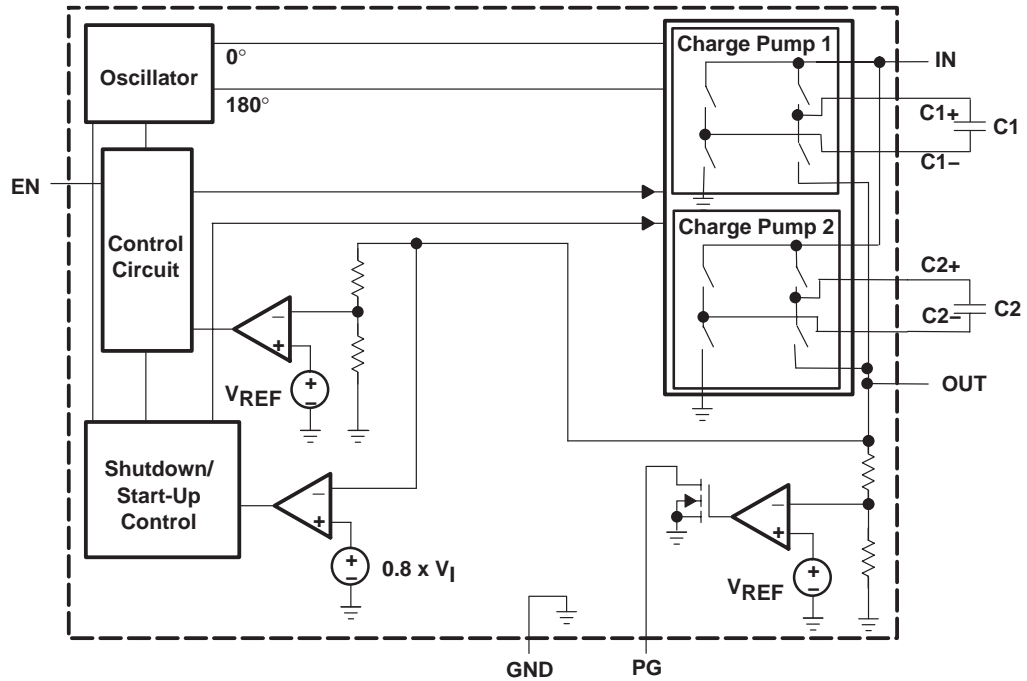 Oscillator
0°
180°
Charge Pump 1
IN
C1+
C1
C1−
EN
Control
Circuit
Charge Pump 2
C2+
C2
C2−
OUT
−
+
VREF
+
−
Shutdown/
Start-Up
Control
−
+
+
−
0.8 x VI
−
+
VREF
+
−
GND
PG